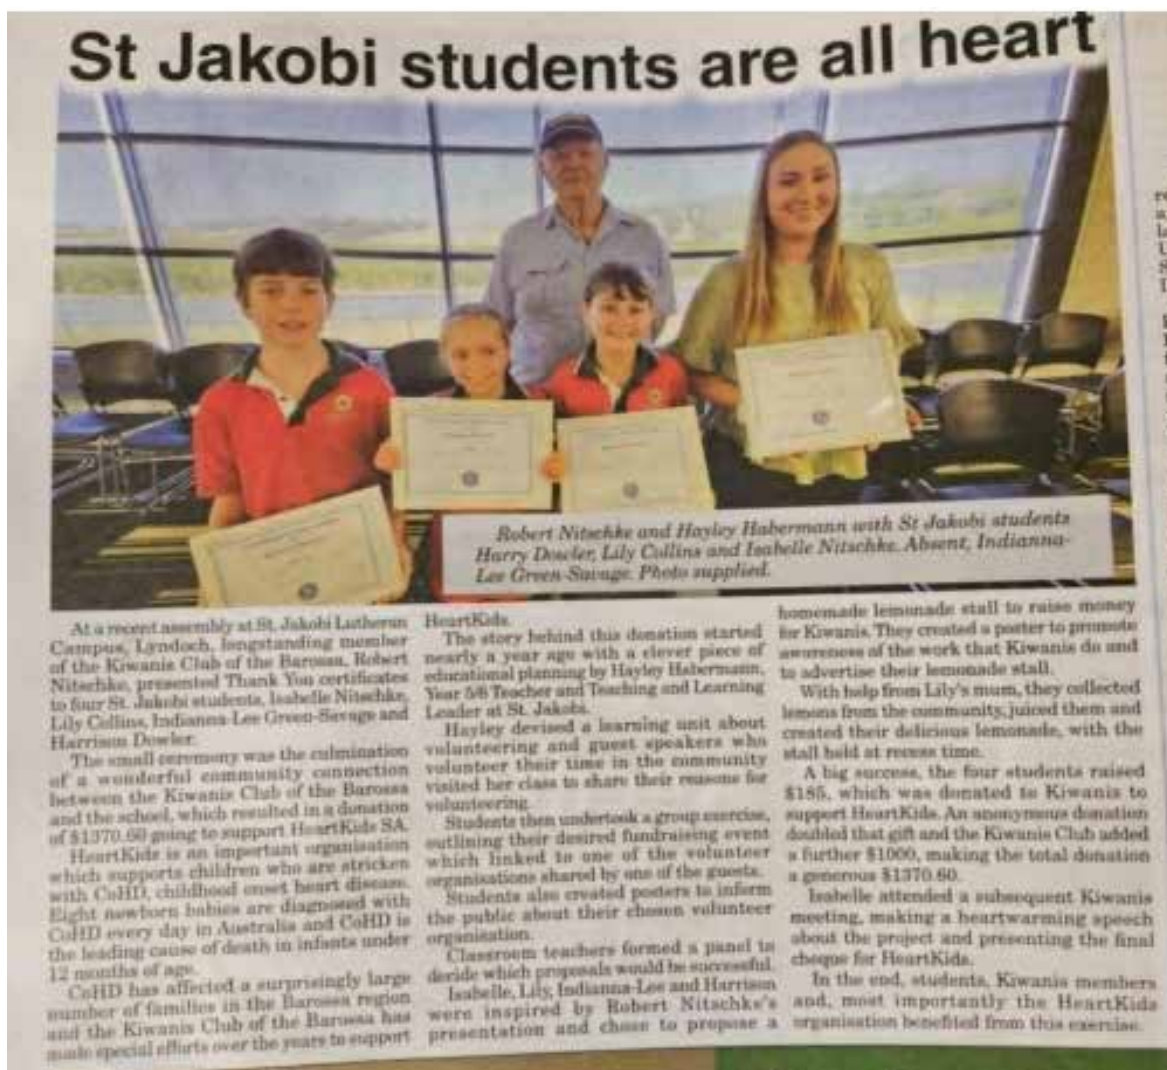 St Jakobi students are all heart
Robert Nitschke and Hayley Habermann with St Jakobi students
Harry Dowler, Lily Collins and Isabelle Nitschke. Absent, Indianna-
Lee Green-Savage. Photo supplied.
At a recent assembly at St. Jakobi Lutheran
Campus, Lyndoch, longstanding member
of the Kiwanis Club of the Barossa, Robert
Nitschke, presented Thank You certificates
to four St. Jakobi students, Isabelle Nitschke,
Lily Collins, Indianna-Lee Green-Savage and
Harrison Dowler.
The small ceremony was the culmination
of a wonderful community connection
between the Kiwanis Club of the Barossa
and the school, which resulted in a donation
of $1370.60 going to support HeartKids SA.
HeartKids is an important organisation
which supports children who are stricken
with CoHD, childhood onset heart disease.
Eight newborn babies are diagnosed with
CoHD every day in Australia and CoHD is
the leading cause of death in infants under
12 months of age.
CoHD has affected a surprisingly large
number of families in the Barossa region
and the Kiwanis Club of the Barossa has
made special efforts over the years to support
HeartKids.
The story behind this donation started
nearly a year ago with a clever piece of
educational planning by Hayley Habermann,
Year 5/6 Teacher and Teaching and Learning
Leader at St. Jakobi.
Hayley devised a learning unit about
volunteering and guest speakers who
volunteer their time in the community
visited her class to share their reasons for
volunteering.
Students then undertook a group exercise,
outlining their desired fundraising event
which linked to one of the volunteer
organisations shared by one of the guests.
Students also created posters to inform
the public about their chosen volunteer
organisation.
Classroom teachers formed a panel to
decide which proposals would be successful.
Isabelle, Lily, Indianna-Lee and Harrison
were inspired by Robert Nitschke's
presentation and chose to propose a
homemade lemonade stall to raise money
for Kiwanis. They created a poster to promote
awareness of the work that Kiwanis do and
to advertise their lemonade stall.
With help from Lily's mum, they collected
lemons from the community, juiced them and
created their delicious lemonade, with the
stall held at recess time.
A big success, the four students raised
$185, which was donated to Kiwanis to
support HeartKids. An anonymous donation
doubled that gift and the Kiwanis Club added
a further $1000, making the total donation
a generous $1370.60.
Isabelle attended a subsequent Kiwanis
meeting, making a heartwarming speech
about the project and presenting the final
cheque for HeartKids.
In the end, students, Kiwanis members
and, most importantly the HeartKids
organisation benefited from this exercise.